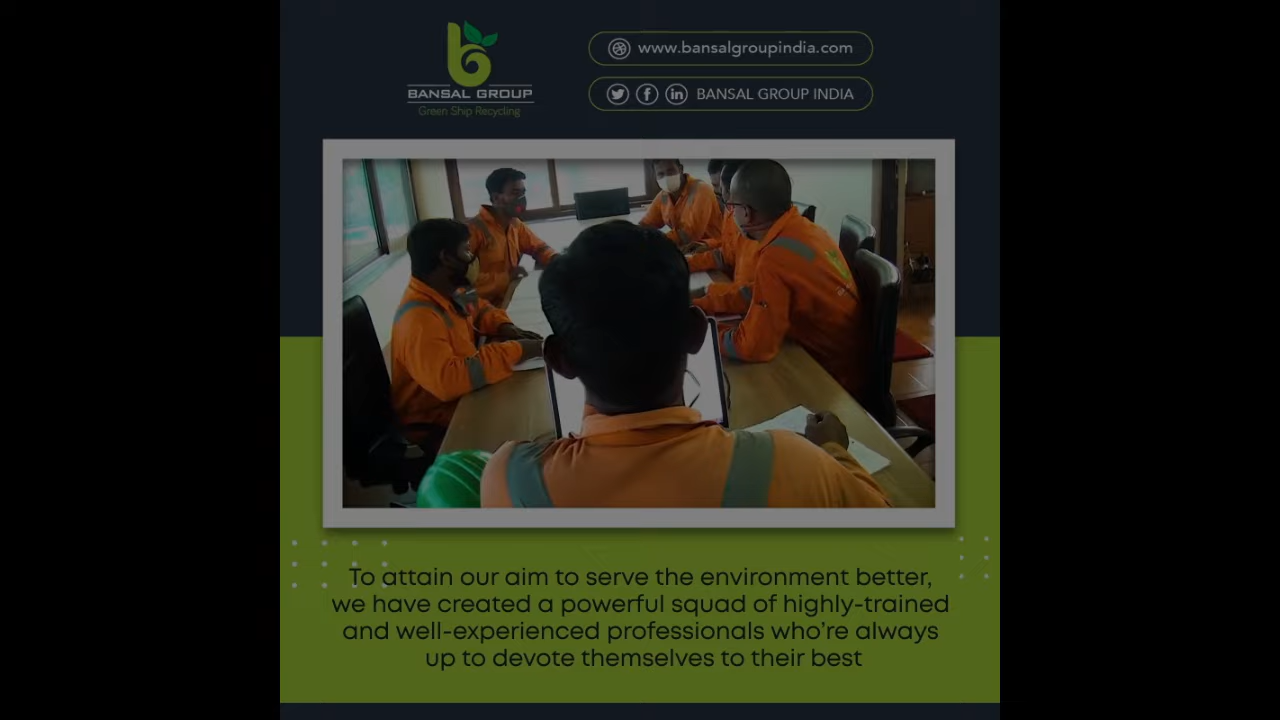 BANSAL GROUP
Green Ship Recycling
www.bansalgroupindia.com
BANSAL GROUP INDIA
To attain our aim to serve the environment better,
we have created a powerful squad of highly-trained
and well-experienced professionals who're always
up to devote themselves to their best